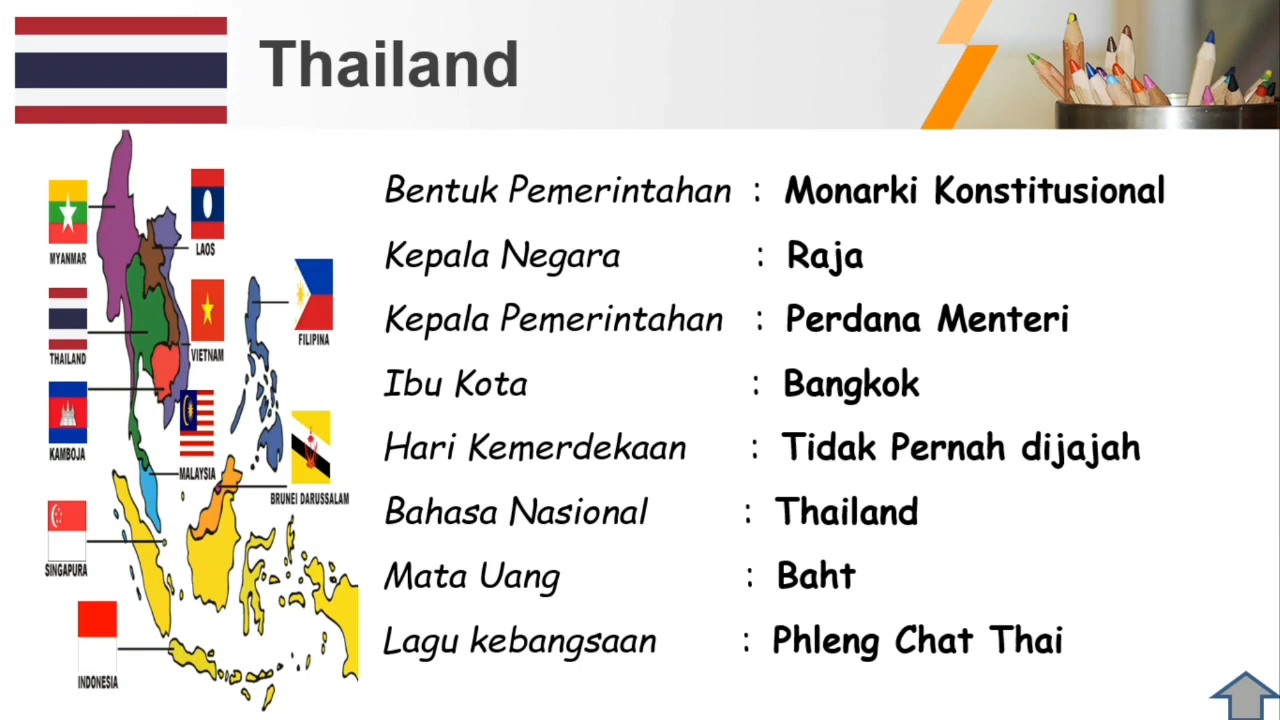 Thailand
Bentuk Pemerintahan : Monarki Konstitusional
Kepala Negara : Raja
Kepala Pemerintahan : Perdana Menteri
Ibu Kota : Bangkok
Hari Kemerdekaan : Tidak Pernah dijajah
Bahasa Nasional : Thailand
Mata Uang : Baht
Lagu kebangsaan : Phleng Chat Thai
MYANMAR
LAOS
THAILAND
VIETNAM
FILIPINA
KAMBOJA
MALAYSIA
BRUNEI DARUSSALAM
SINGAPURA
INDONESIA